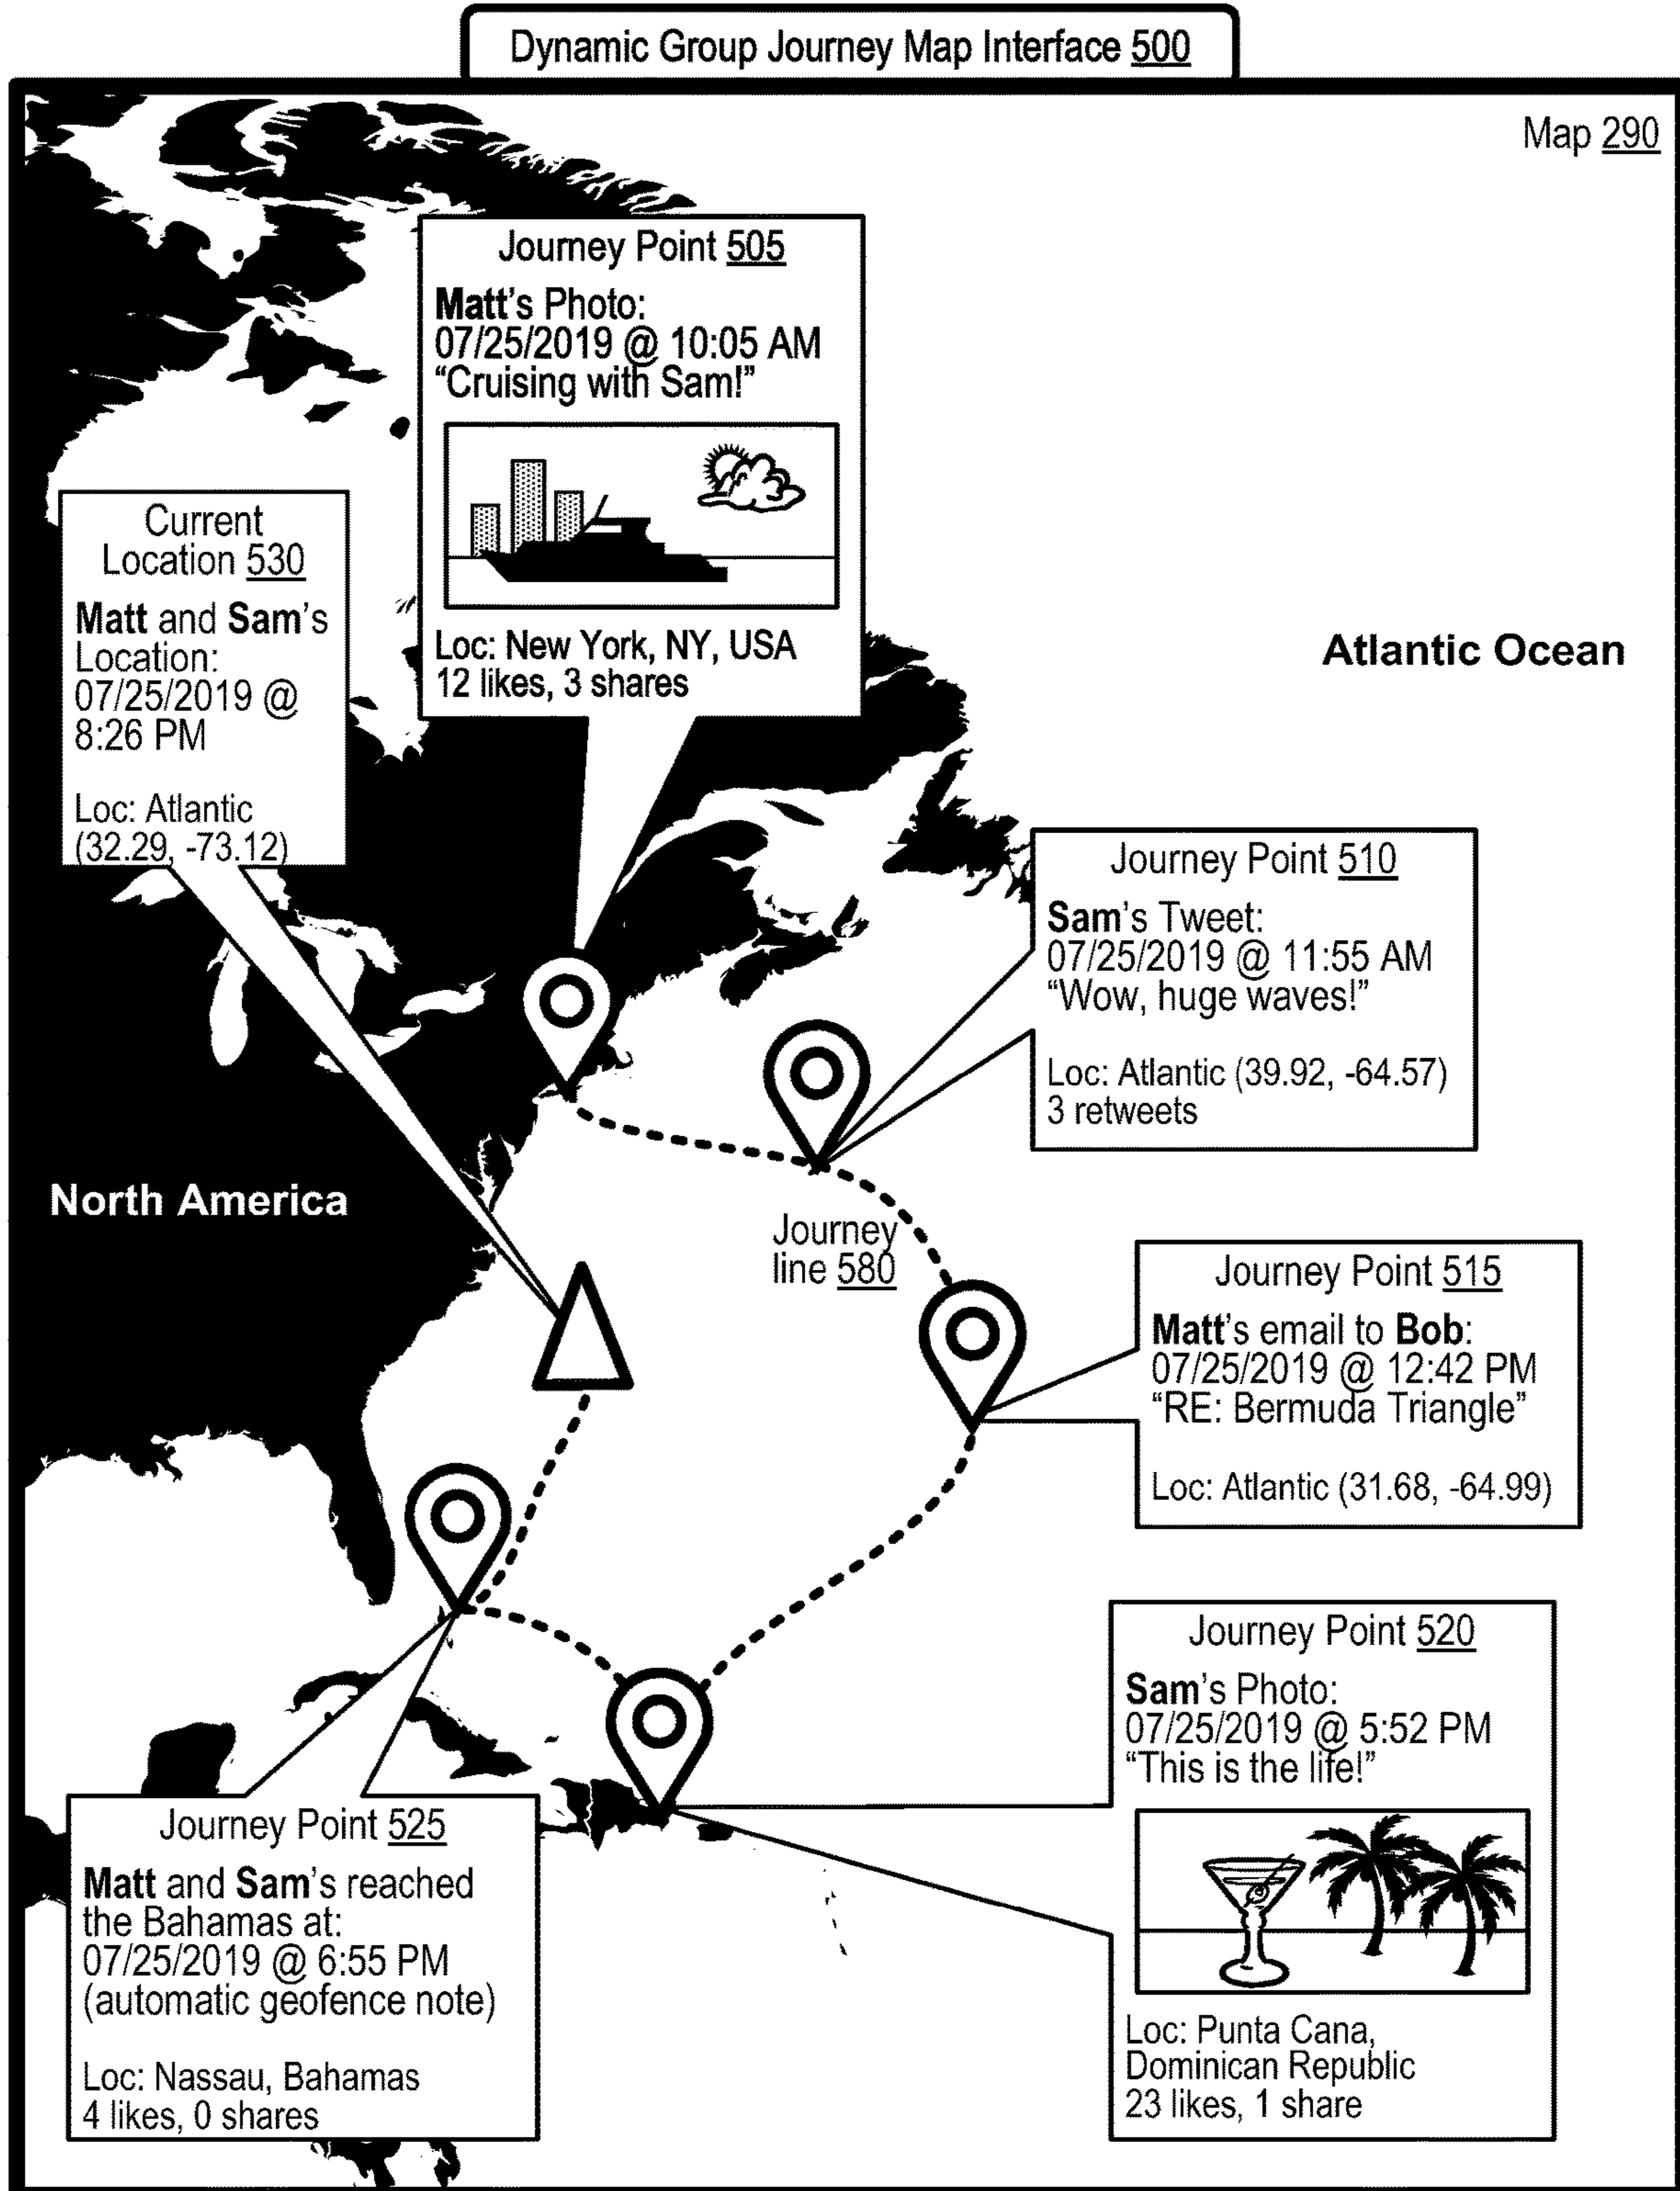 Dynamic Group Journey Map Interface 500
Map 290
Journey Point 505
Matt's Photo:
07/25/2019 @ 10:05 AM
“Cruising with Sam!”
Loc: New York, NY, USA
12 likes, 3 shares
Current
Location 530
Matt and Sam's
Location:
07/25/2019 @
8:26 PM
Loc: Atlantic
(32.29, -73.12)
Atlantic Ocean
Journey Point 510
Sam's Tweet:
07/25/2019 @ 11:55 AM
“Wow, huge waves!”
Loc: Atlantic (39.92, -64.57)
3 retweets
North America
Journey
line 580
Journey Point 515
Matt's email to Bob:
07/25/2019 @ 12:42 PM
“RE: Bermuda Triangle”
Loc: Atlantic (31.68, -64.99)
Journey Point 520
Sam's Photo:
07/25/2019 @ 5:52 PM
“This is the life!”
Loc: Punta Cana,
Dominican Republic
23 likes, 1 share
Journey Point 525
Matt and Sam's reached
the Bahamas at:
07/25/2019 @ 6:55 PM
(automatic geofence note)
Loc: Nassau, Bahamas
4 likes, 0 shares